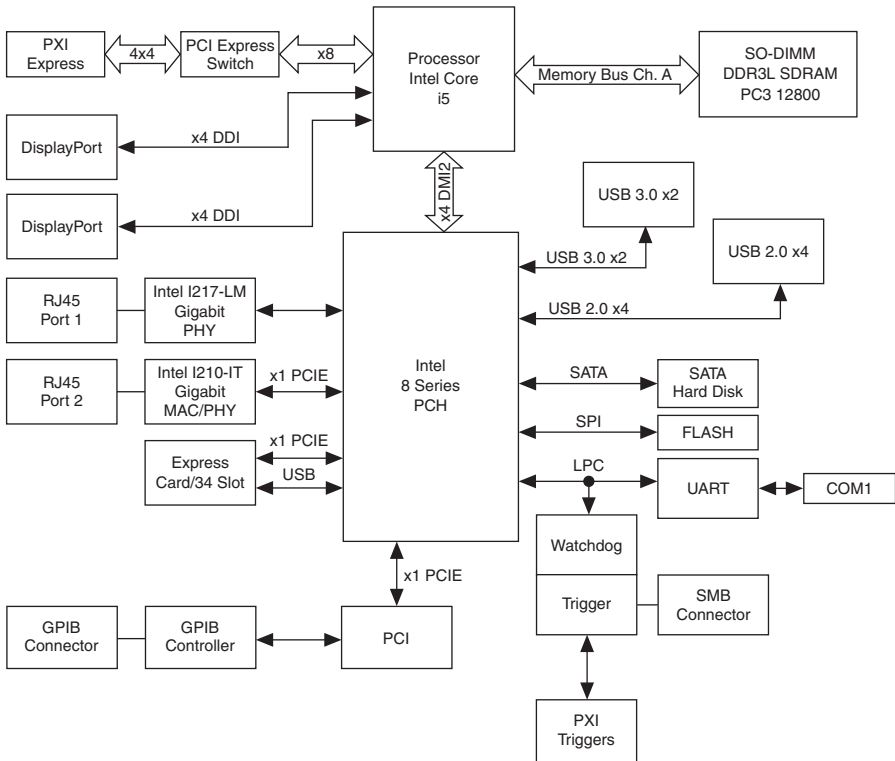 PXI
Express
4x4
PCI Express
Switch
x8
Processor
Intel Core
i5
Memory Bus Ch. A
SO-DIMM
DDR3L SDRAM
PC3 12800
DisplayPort
x4 DDI
DisplayPort
x4 DDI
x4 DMI2
USB 3.0 x2
USB 2.0 x4
USB 3.0 x2
USB 2.0 x4
RJ45
Port 1
Intel I217-LM
Gigabit
PHY
RJ45
Port 2
Intel I210-IT
Gigabit
MAC/PHY
x1 PCIE
Intel
8 Series
PCH
SATA
SATA
Hard Disk
SPI
FLASH
Express
Card/34 Slot
x1 PCIE
USB
LPC
UART
COM1
Watchdog
Trigger
SMB
Connector
x1 PCIE
GPIB
Connector
GPIB
Controller
PCI
PXI
Triggers